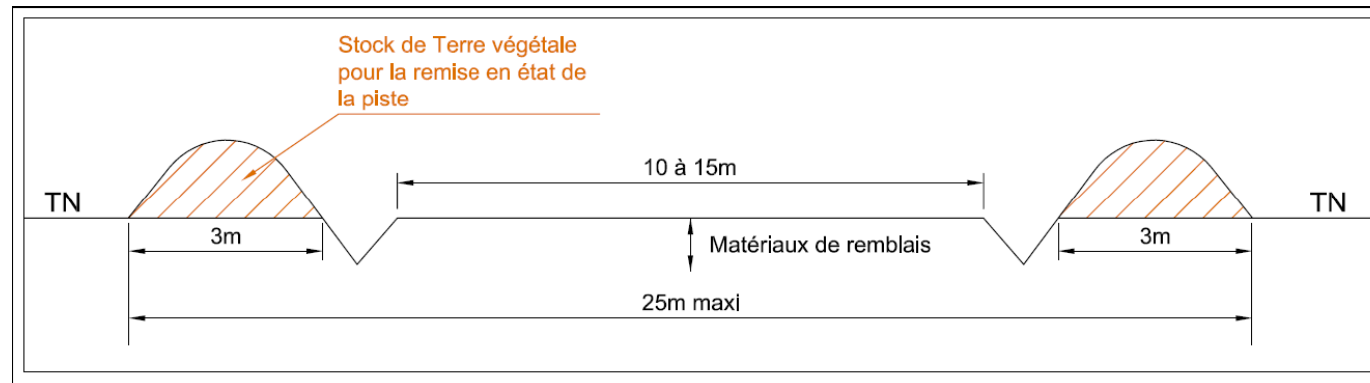 Stock de Terre végétale
pour la remise en état de
la piste
10 à 15m
TN
TN
3m
Matériaux de remblais
3m
25m maxi